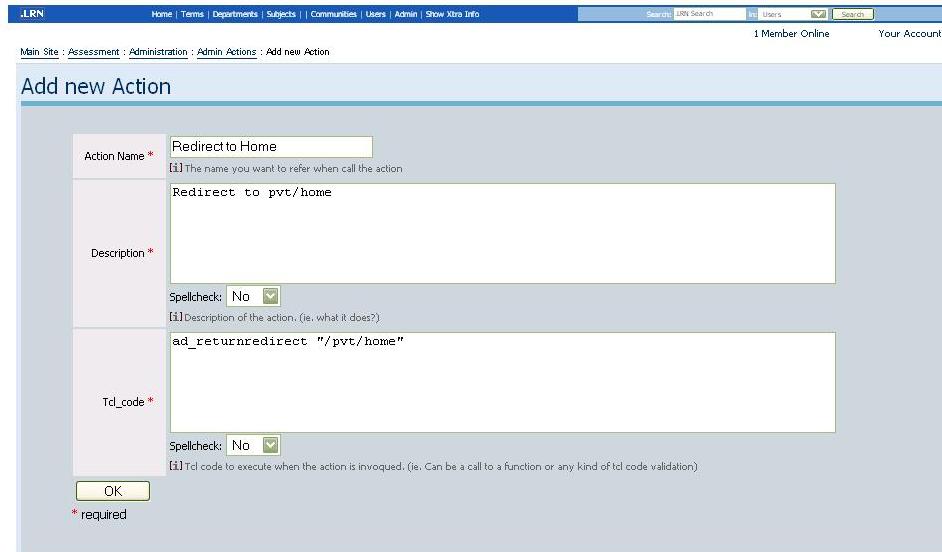 .LRN Home | Terms | Departments | Subjects | | Communities | Users | Admin | Show Xtra Info Search: .LRN Search In: Users Search
1 Member Online Your Account
Main Site : Assessment : Administration : Admin Actions : Add new Action
Add new Action
Action Name * Redirect to Home
[i] The name you want to refer when call the action
Redirect to pvt/home
Description *
Spellcheck: No
[i] Description of the action. (ie. what it does?)
ad_returnredirect "/pvt/home"
Tcl_code *
Spellcheck: No
[i] Tcl code to execute when the action is invoqued. (ie. Can be a call to a function or any kind of tcl code validation)
OK
* required